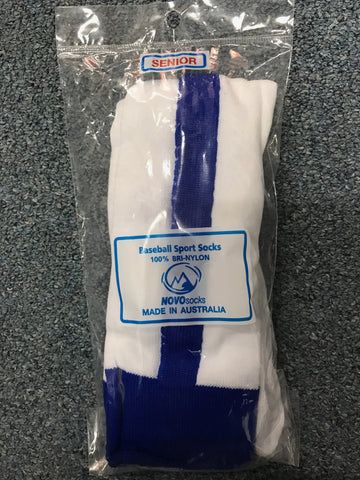 SENIOR
Baseball Sport Socks
100% BRI-NYLON
NOVOsocks
MADE IN AUSTRALIA